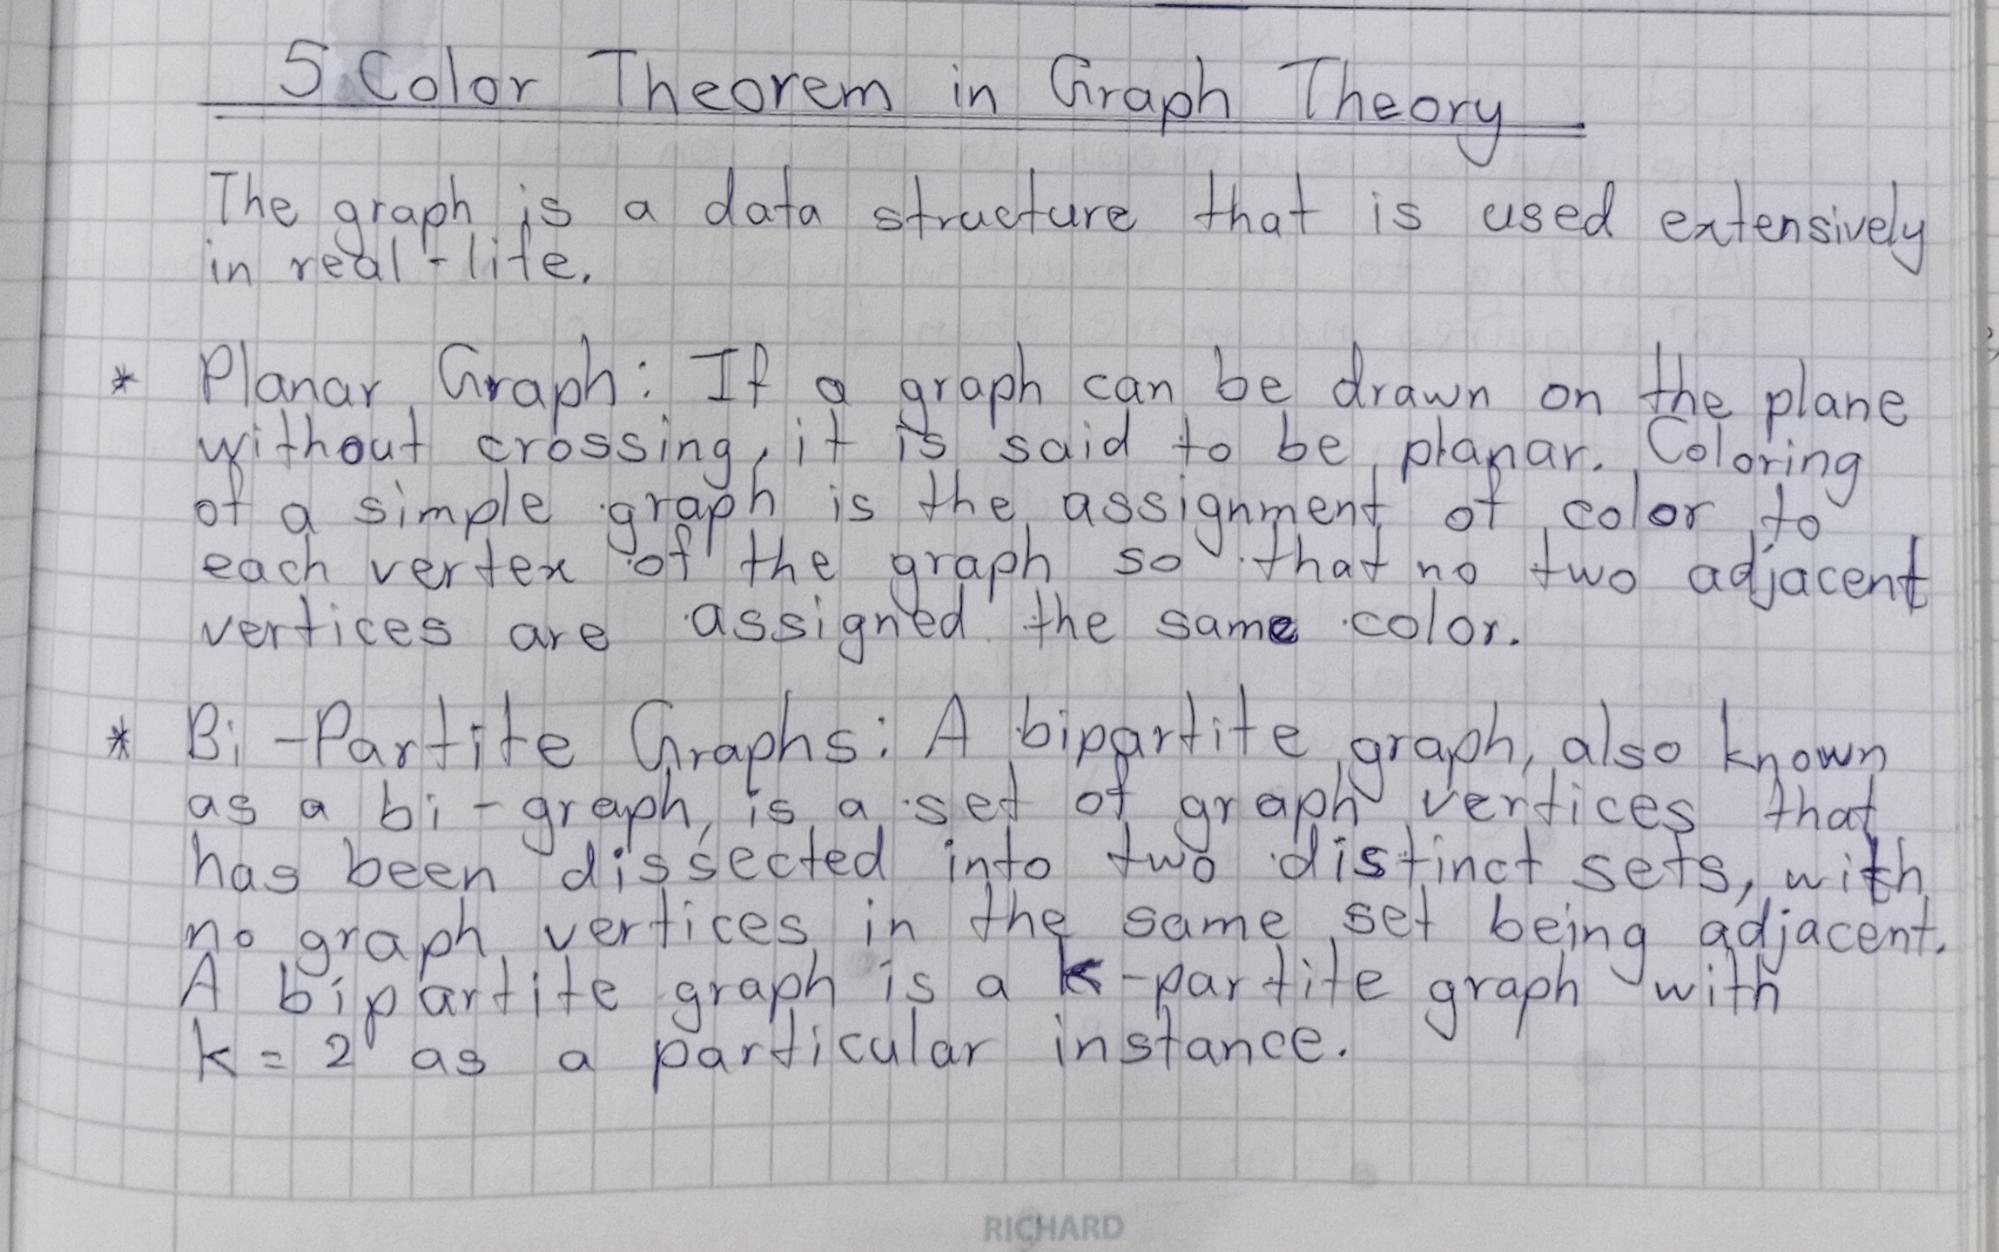 5 Color Theorem in Graph Theory
The graph is a data structure that is used extensively
in real-life.
* Planar Graph: If a graph can be drawn on the plane
without crossing, it is said to be planar. Coloring
of a simple graph is the assignment of color to
each vertex of the graph so that no two adjacent
vertices are assigned the same color.
* Bi-Partite Graphs: A bipartite graph, also known
as a bi-graph, is a set of graph vertices that
has been dissected into two distinct sets, with
no graph vertices in the same set being adjacent.
A bipartite graph is a k-partite graph with
k = 2 as a particular instance.
RICHARD